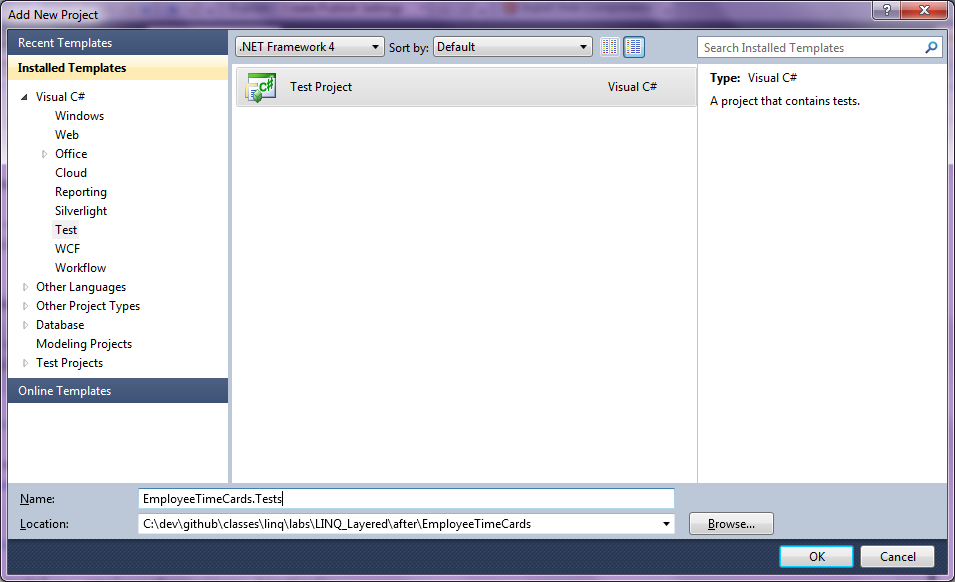 Add New Project
?
Recent Templates
.NET Framework 4
Sort by:
Default
Search Installed Templates
Installed Templates
Visual C#
Windows
Web
Office
Cloud
Reporting
Silverlight
Test
WCF
Workflow
Other Languages
Other Project Types
Database
Modeling Projects
Test Projects
Online Templates
C#
Test Project
Visual C#
Type: Visual C#
A project that contains tests.
Name:
EmployeeTimeCards.Tests
Location:
C:\dev\github\classes\linq\labs\LINQ_Layered\after\EmployeeTimeCards
Browse...
OK
Cancel